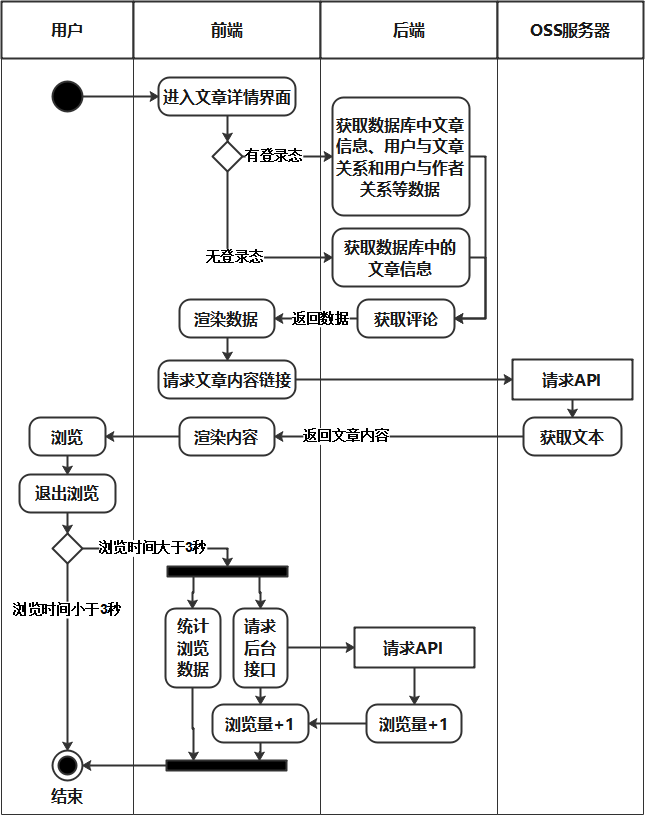 用户
前端
后端
OSS服务器
进入文章详情界面
有登录态
获取数据库中文章
信息、用户与文章
关系和用户与作者
关系等数据
无登录态
获取数据库中的
文章信息
渲染数据
返回数据
获取评论
请求文章内容链接
请求API
浏览
渲染内容
返回文章内容
获取文本
退出浏览
浏览时间大于3秒
浏览时间小于3秒
统计
浏览
数据
请求
后台
接口
请求API
浏览量+1
浏览量+1
结束